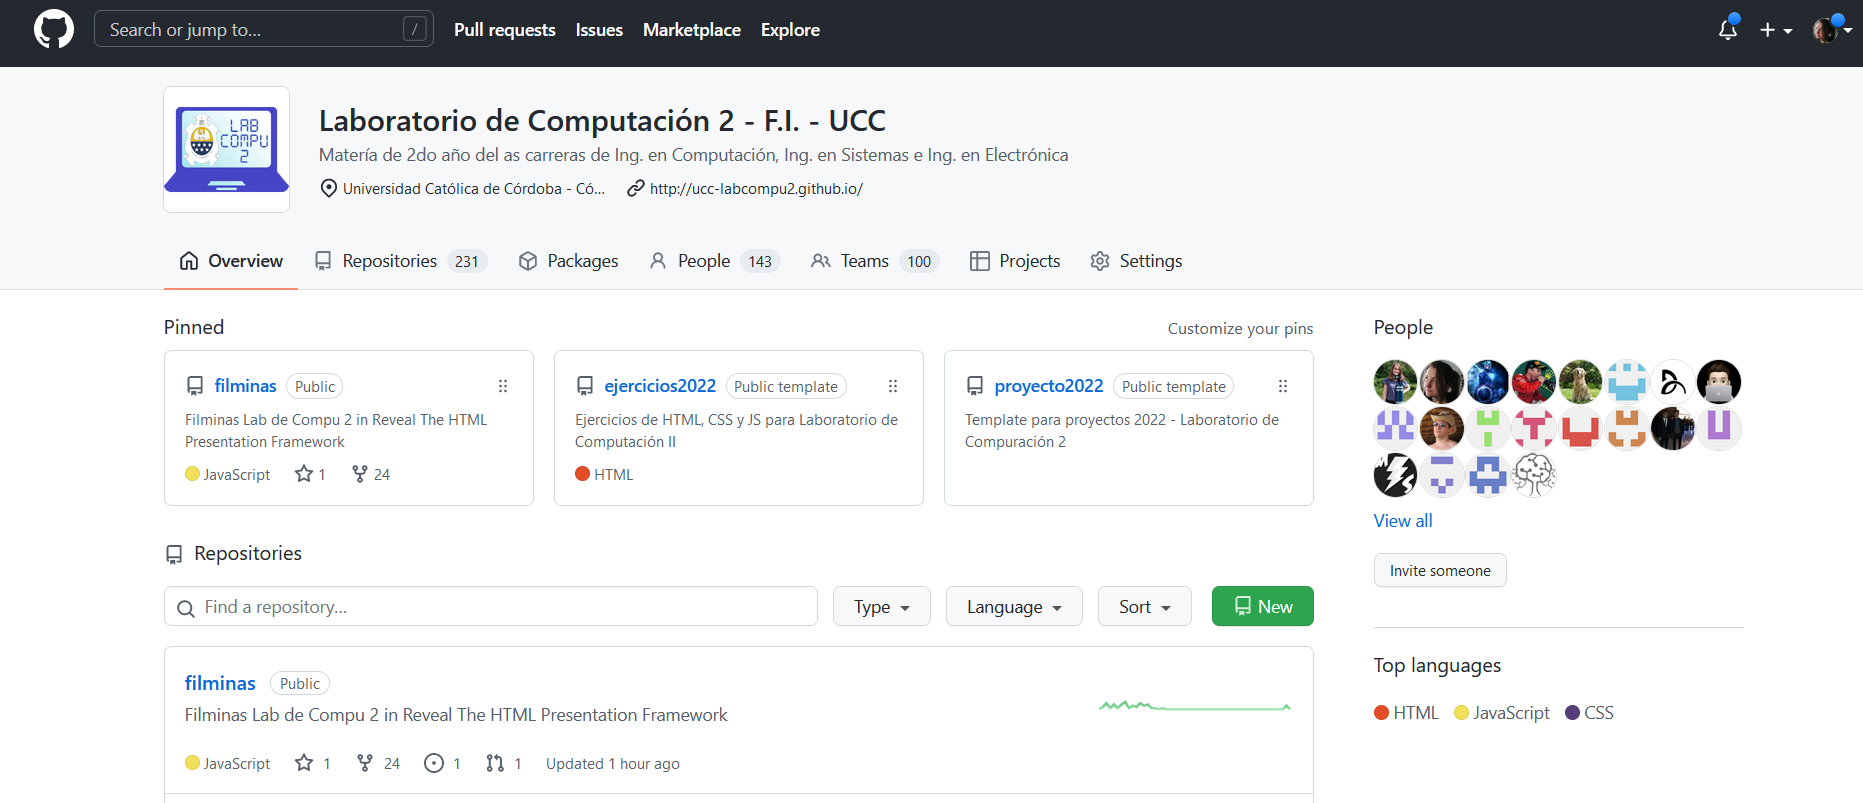 Search or jump to... /
Pull requests Issues Marketplace Explore
LAB
COMPU
2
Laboratorio de Computación 2 - F.I. - UCC
Matería de 2do año del as carreras de Ing. en Computación, Ing. en Sistemas e Ing. en Electrónica
Universidad Católica de Córdoba - Có... http://ucc-labcompu2.github.io/
Overview Repositories 231 Packages People 143 Teams 100 Projects Settings
Pinned
Customize your pins
filminas Public
Filminas Lab de Compu 2 in Reveal The HTML
Presentation Framework
JavaScript 1 24
ejercicios2022 Public template
Ejercicios de HTML, CSS y JS para Laboratorio de
Computación II
HTML
proyecto2022 Public template
Template para proyectos 2022 - Laboratorio de
Compuración 2
Repositories
Find a repository...
Type Language Sort New
filminas Public
Filminas Lab de Compu 2 in Reveal The HTML Presentation Framework
JavaScript 1 24 1 1 Updated 1 hour ago
People
View all
Invite someone
Top languages
HTML JavaScript CSS